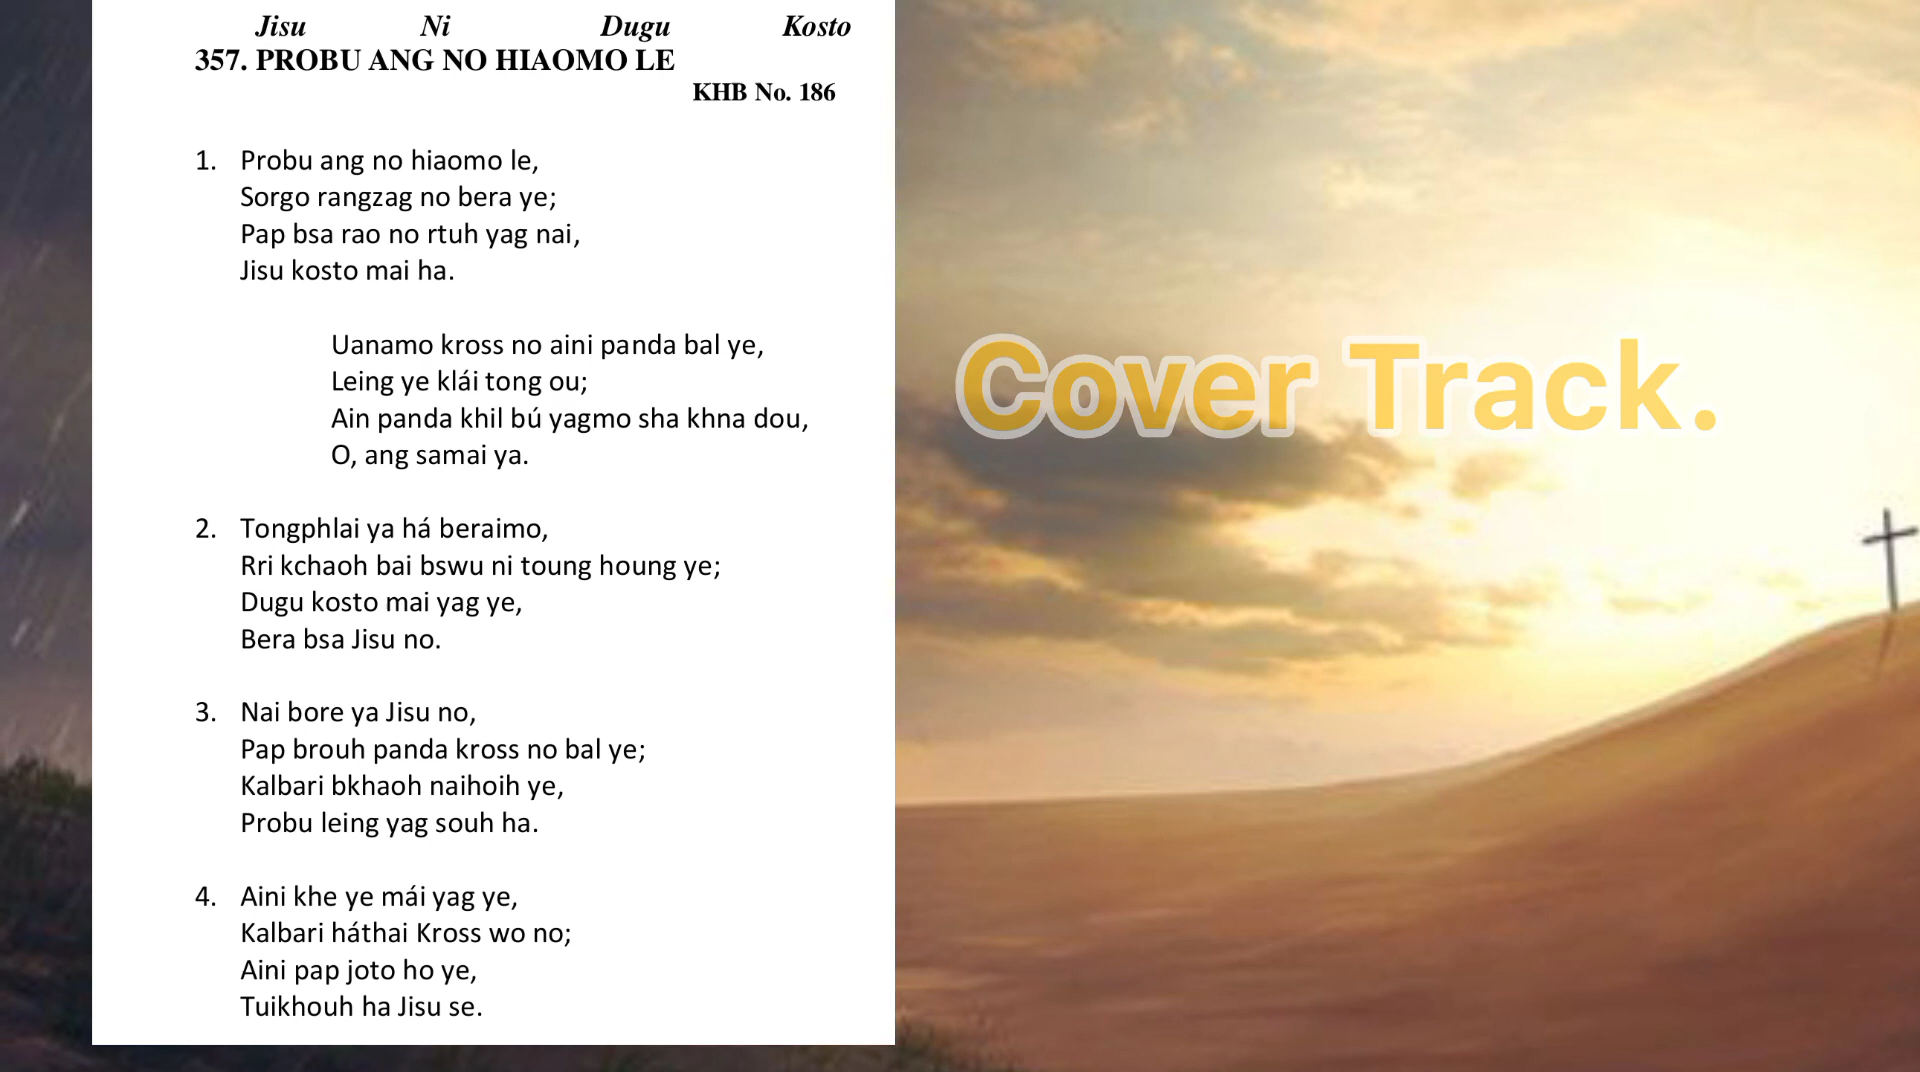 Jisu Ni Dugu Kosto
357. PROBU ANG NO HIAOMO LE
KHB No. 186
1. Probu ang no hiaomo le,
Sorgo rangzag no bera ye;
Pap bsa rao no rtuh yag nai,
Jisu kosto mai ha.
Uanamo kross no aini panda bal ye,
Leing ye klái tong ou;
Ain panda khil bú yagmo sha khna dou,
O, ang samai ya.
2. Tongphlai ya há beraimo,
Rri kchaoh bai bswu ni toung houng ye;
Dugu kosto mai yag ye,
Bera bsa Jisu no.
3. Nai bore ya Jisu no,
Pap brouh panda kross no bal ye;
Kalbari bkhaoh naihoih ye,
Probu leing yag souh ha.
4. Aini khe ye mái yag ye,
Kalbari háthai Kross wo no;
Aini pap joto ho ye,
Tuikhouh ha Jisu se.
Cover Track.